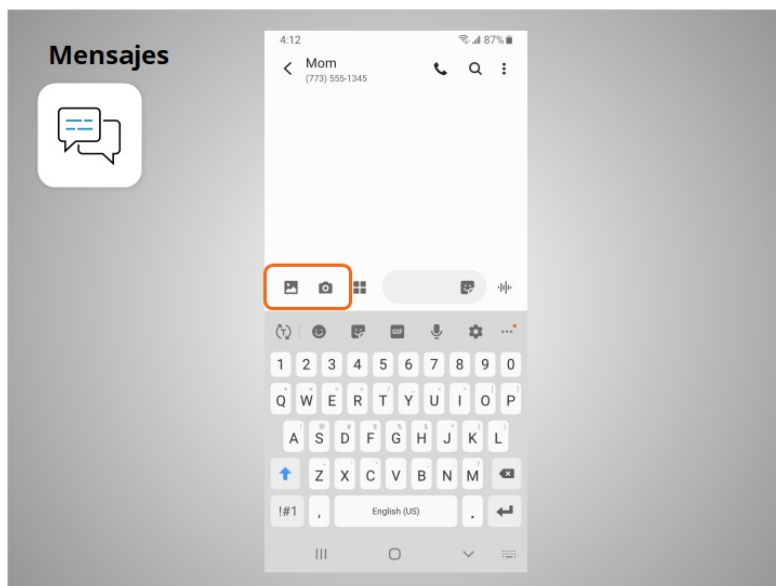 Mensajes
4:12 87%
Mom
(773) 555-1345
GIF
1 2 3 4 5 6 7 8 9 0
Q W E R T Y U I O P
A S D F G H J K L
Z X C V B N M
!#1 , English (US) .